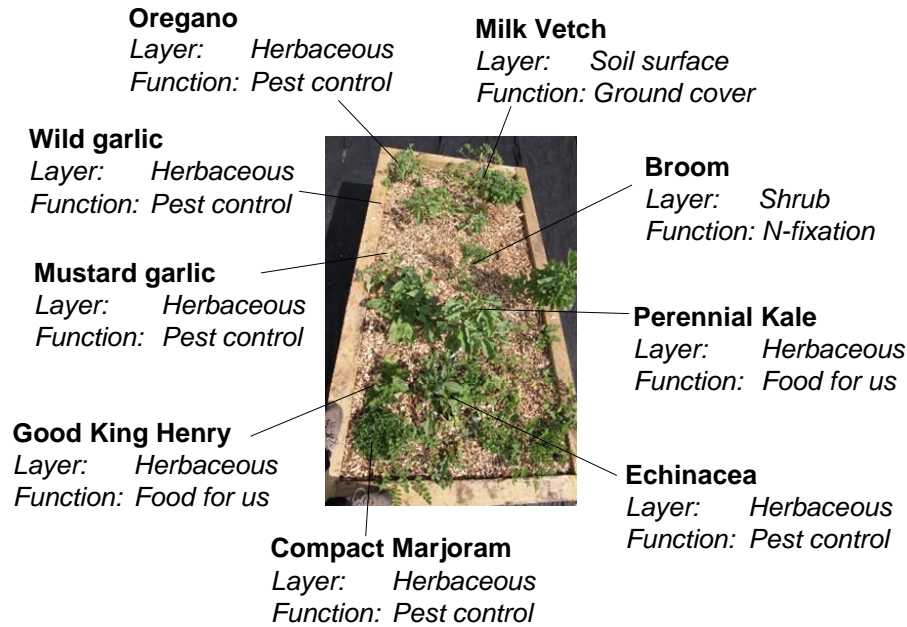 Oregano
Layer: Herbaceous
Function: Pest control
Milk Vetch
Layer: Soil surface
Function: Ground cover
Wild garlic
Layer: Herbaceous
Function: Pest control
Broom
Layer: Shrub
Function: N-fixation
Mustard garlic
Layer: Herbaceous
Function: Pest control
Perennial Kale
Layer: Herbaceous
Function: Food for us
Good King Henry
Layer: Herbaceous
Function: Food for us
Echinacea
Layer: Herbaceous
Function: Pest control
Compact Marjoram
Layer: Herbaceous
Function: Pest control